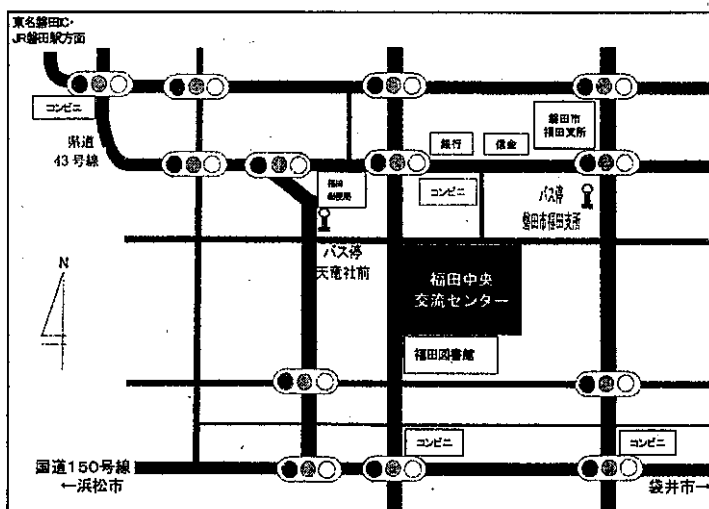 東名磐田IC・
JR磐田駅方面
コンビニ
県道
43号線
銀行
信金
磐田市
福田支所
福田
郵便局
コンビニ
バス停
磐田市福田支所
バス停
天竜社前
N
福田中央
交流センター
福田図書館
コンビニ
コンビニ
国道150号線
←浜松市
袋井市→